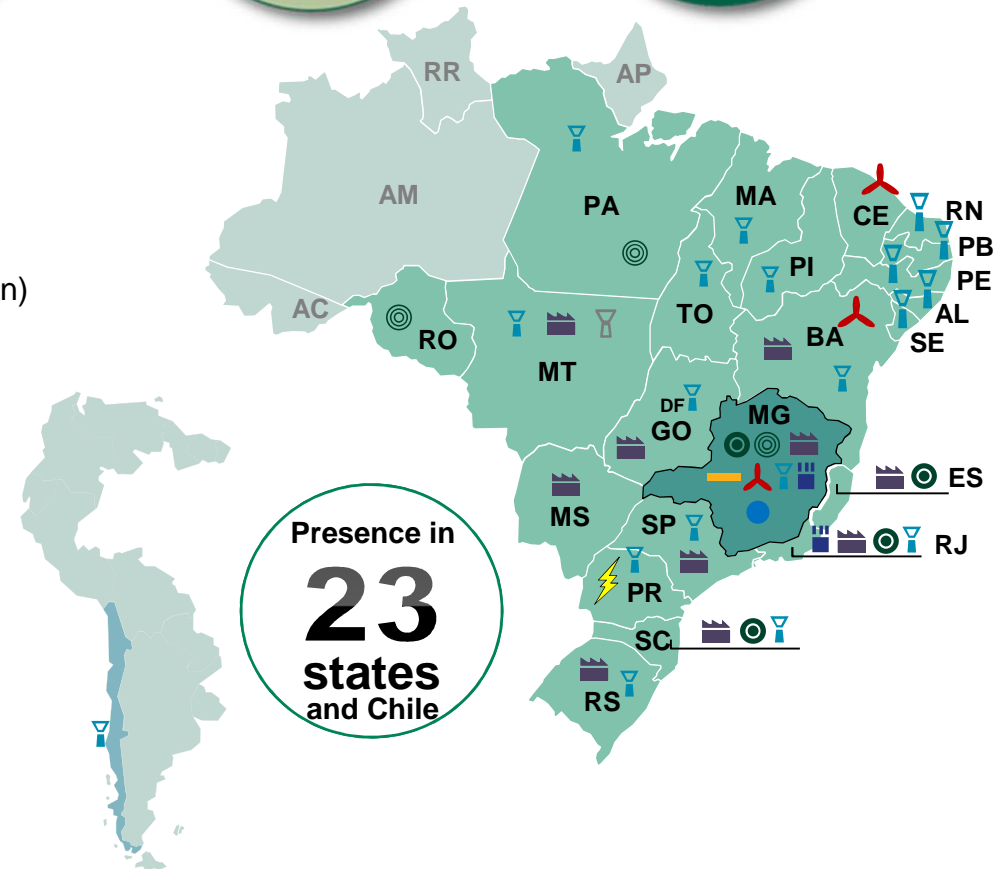 RR
AP
AM
PA
MA
CE
RN
PB
PI
PE
n)
AC
RO
TO
AL
BA
SE
MT
DF
GO
MG
ES
MS
SP
RJ
Presence in
23
states
and Chile
PR
SC
RS